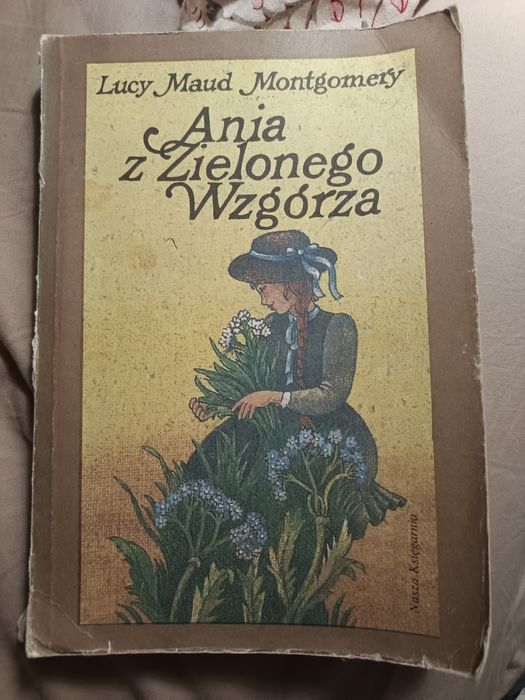 Lucy Maud Montgomery
Ania
z Zielonego
Wzgórza
Nasza Księgarnia